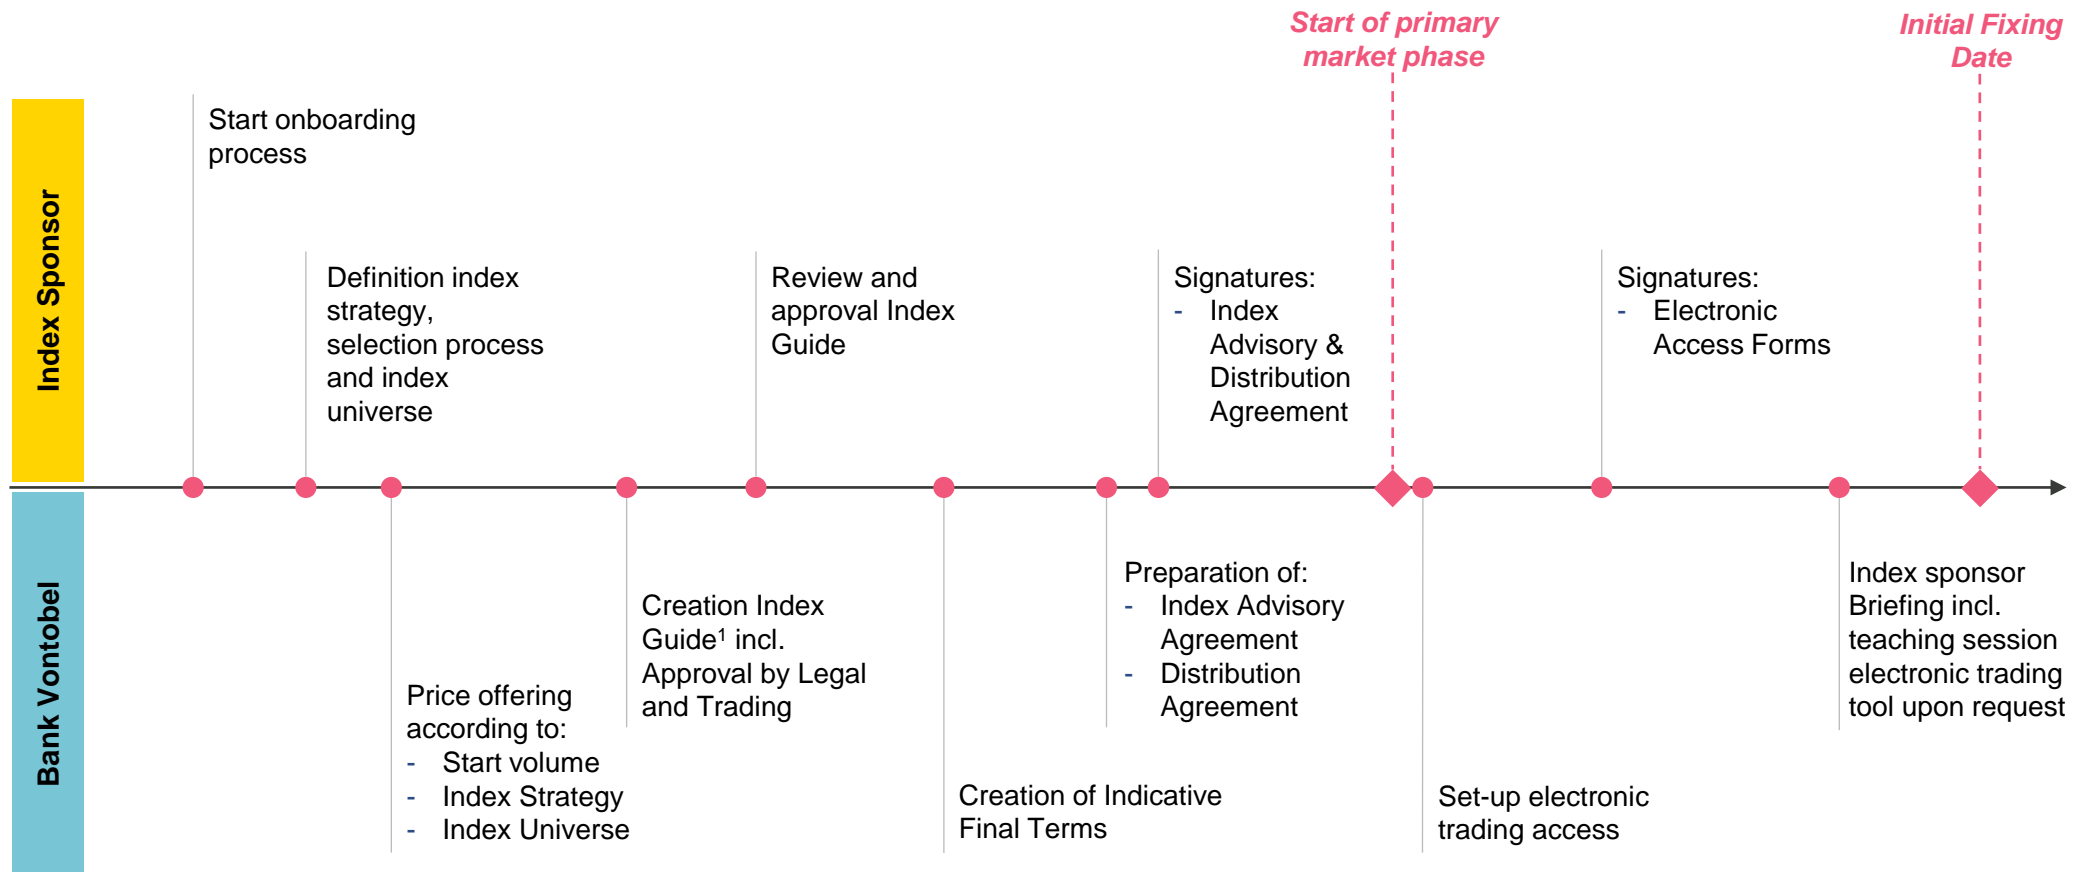 Start of primary
market phase
Initial Fixing
Date
Index Sponsor
Start onboarding
process
Definition index
strategy,
selection process
and index
universe
Review and
approval Index
Guide
Signatures:
- Index
Advisory &
Distribution
Agreement
Signatures:
- Electronic
Access Forms
Bank Vontobel
Price offering
according to:
- Start volume
- Index Strategy
- Index Universe
Creation Index
Guide¹ incl.
Approval by Legal
and Trading
Creation of Indicative
Final Terms
Preparation of:
- Index Advisory
Agreement
- Distribution
Agreement
Set-up electronic
trading access
Index sponsor
Briefing incl.
teaching session
electronic trading
tool upon request